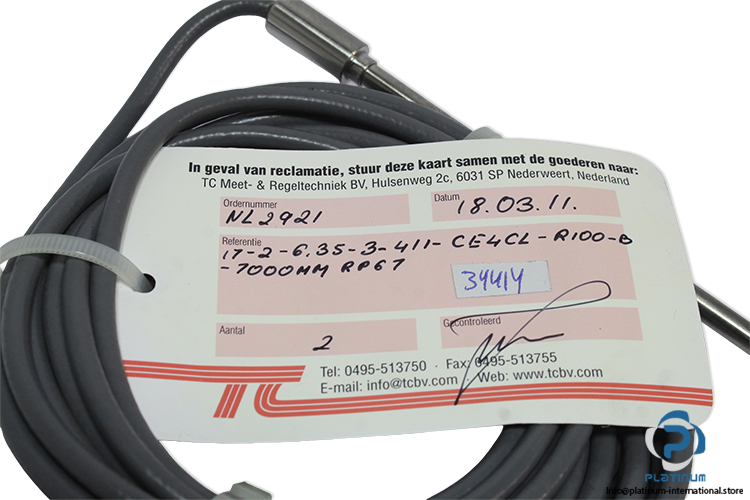 In geval van reclamatie, stuur deze kaart samen met de goederen naar:
TC Meet- & Regeltechniek BV, Hulsenweg 2c, 6031 SP Nederweert, Nederland
Ordernummer
NL2921
Datum
18.03.11.
Referentie
17-2-6.35-3-411-CE4CL-R100-B
-7000MM RP67
34414
Aantal
2
Gecontroleerd
Tel: 0495-513750 · Fax: 0495-513755
E-mail: info@tcbv.com Web: www.tcbv.com
TC
PLATINUM
Info@platinum-international.store